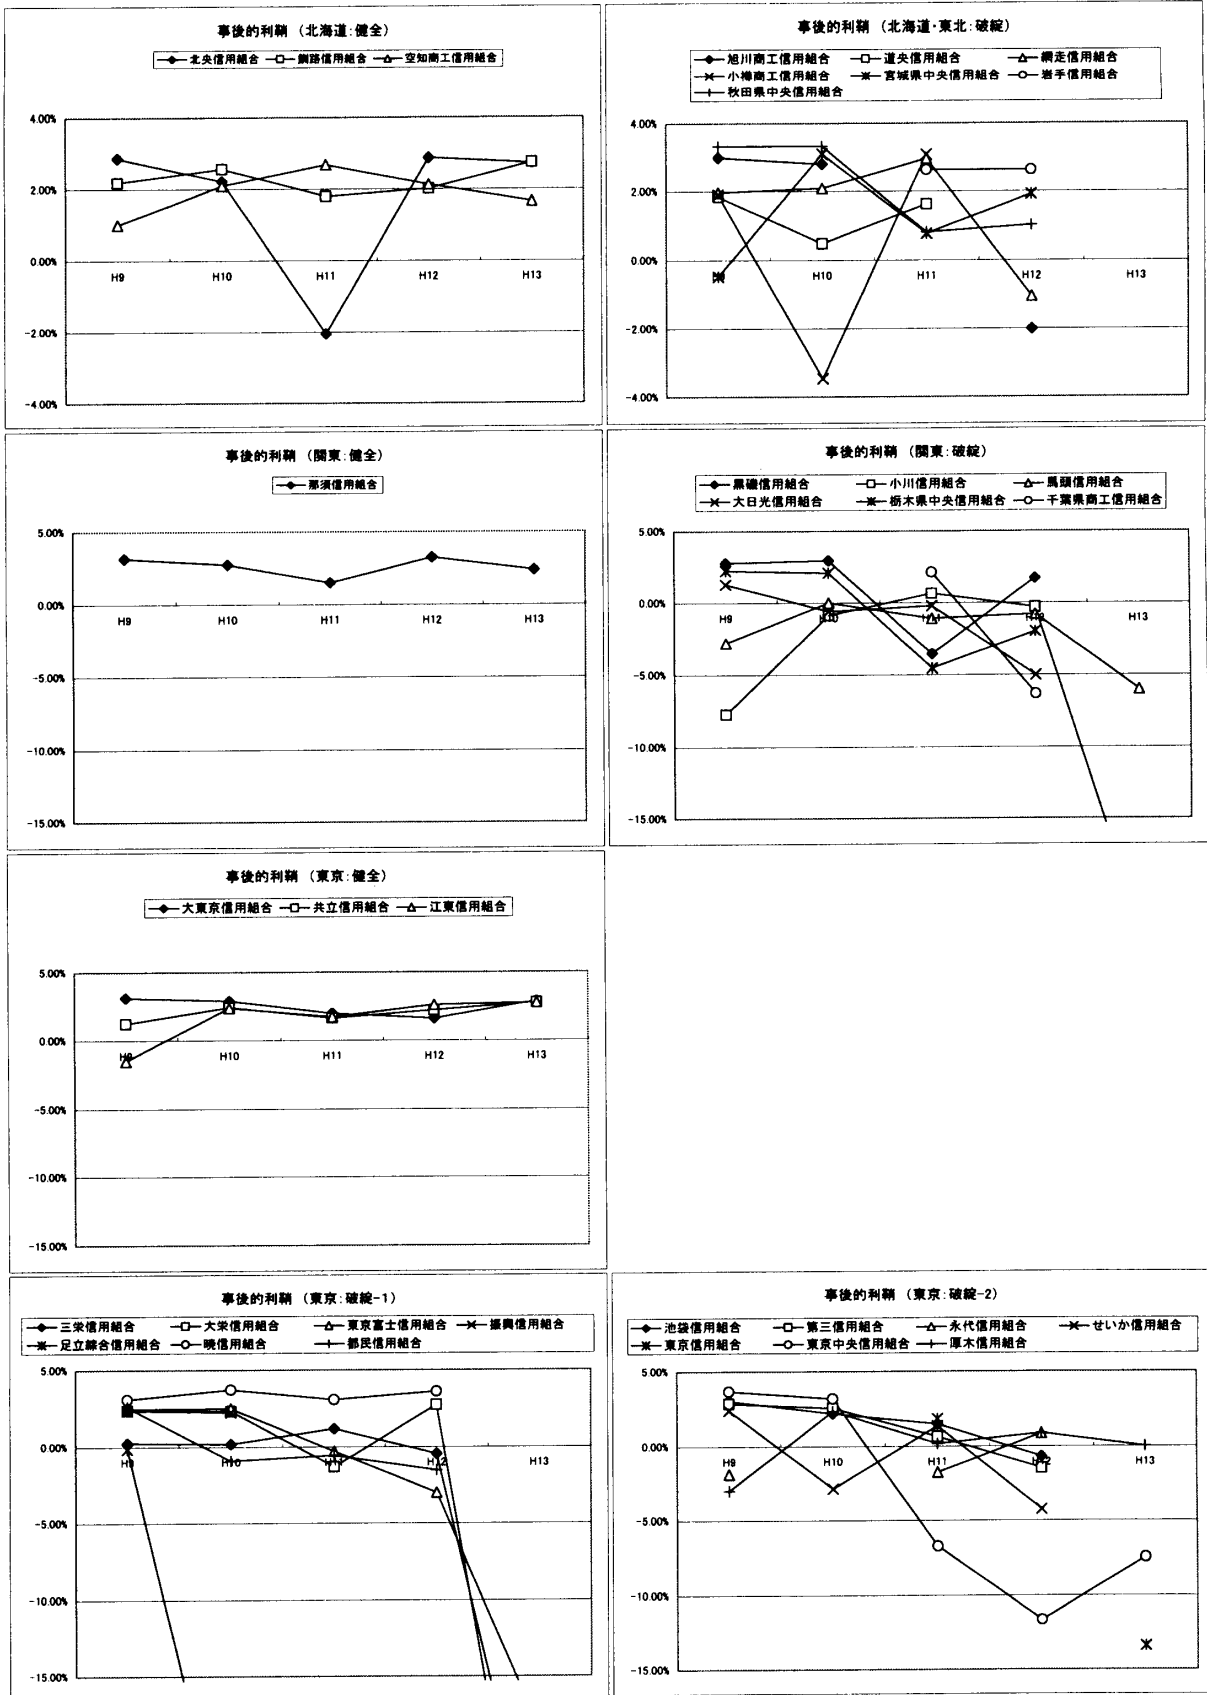 事後的利鞘 （北海道：健全）
北央信用組合 釧路信用組合 空知商工信用組合
4.00%
2.00%
0.00%
-2.00%
-4.00%
H9 H10 H11 H12 H13
事後的利鞘 （北海道・東北：破綻）
旭川商工信用組合 道央信用組合 網走信用組合
小樽商工信用組合 宮城県中央信用組合 岩手信用組合
秋田県中央信用組合
4.00%
2.00%
0.00%
-2.00%
-4.00%
H10 H11 H12 H13
事後的利鞘 （関東：健全）
那須信用組合
5.00%
0.00%
-5.00%
-10.00%
-15.00%
H9 H10 H11 H12 H13
事後的利鞘 （関東：破綻）
黒磯信用組合 小川信用組合 馬頭信用組合
大日光信用組合 栃木県中央信用組合 千葉県商工信用組合
5.00%
0.00%
-5.00%
-10.00%
-15.00%
H9 H10 H11 H12 H13
事後的利鞘 （東京：健全）
大東京信用組合 共立信用組合 江東信用組合
5.00%
0.00%
-5.00%
-10.00%
-15.00%
H9 H10 H11 H12 H13
事後的利鞘 （東京：破綻-1）
三栄信用組合 大栄信用組合 東京富士信用組合 振興信用組合
足立綜合信用組合 暁信用組合 都民信用組合
5.00%
0.00%
-5.00%
-10.00%
-15.00%
H9 H10 H11 H12 H13
事後的利鞘 （東京：破綻-2）
池袋信用組合 第三信用組合 永代信用組合 せいか信用組合
東京信用組合 東京中央信用組合 厚木信用組合
5.00%
0.00%
-5.00%
-10.00%
-15.00%
H9 H10 H11 H12 H13